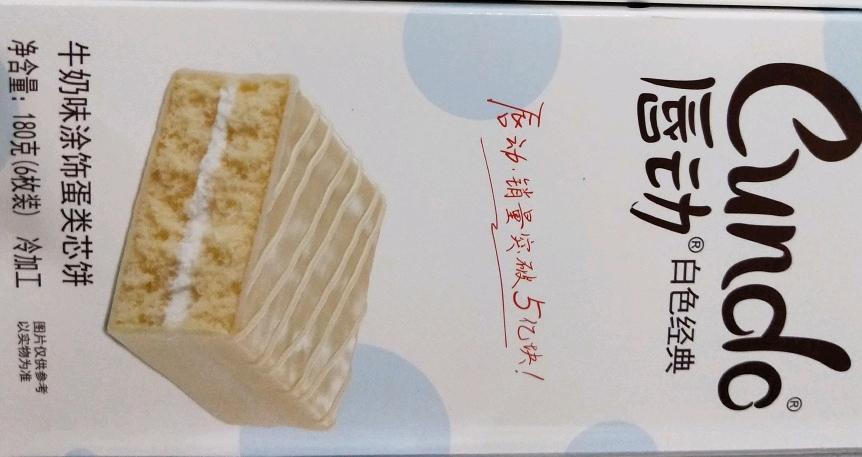 Cundo®
唇动®白色经典
唇动·销量突破5亿块!
牛奶味涂饰蛋类芯饼
净含量：180克(6枚装) 冷加工
图片仅供参考
以实物为准